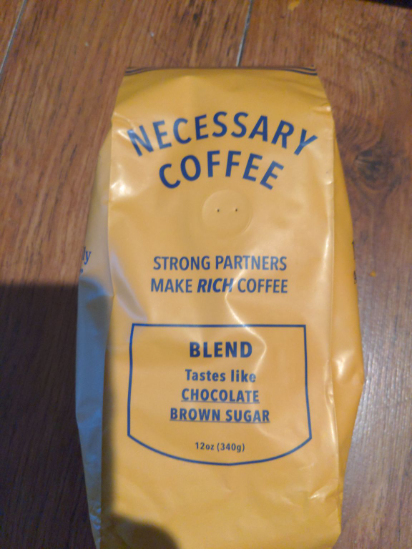 NECESSARY
COFFEE
STRONG PARTNERS
MAKE RICH COFFEE
BLEND
Tastes like
CHOCOLATE
BROWN SUGAR
12oz (340g)